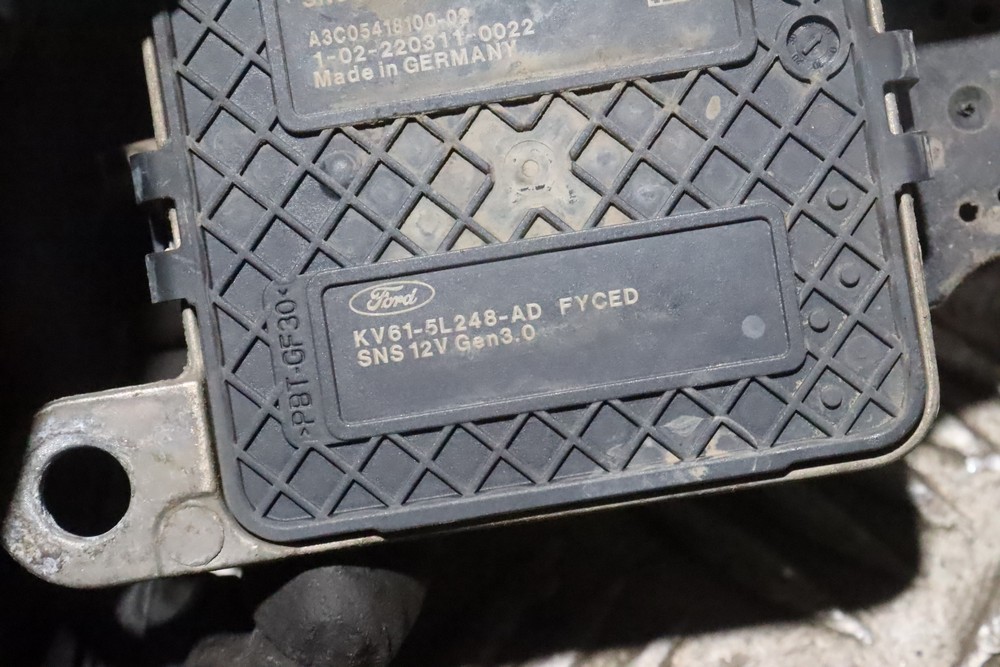 A3C05418100-03
1-02-220311-0022
Made in GERMANY
Ford
KV61-5L248-AD FYCED
SNS 12V Gen3.0
>PBT-GF30<